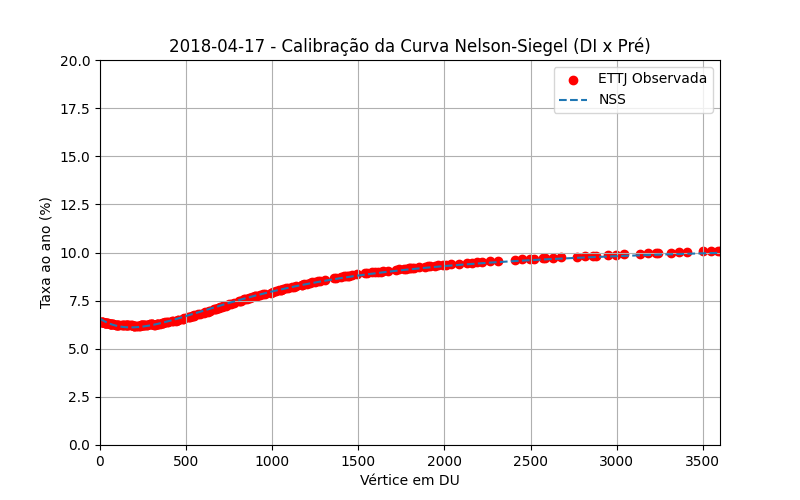 2018-04-17 - Calibração da Curva Nelson-Siegel (DI x Pré)
ETTJ Observada
NSS
Taxa ao ano (%)
20.0
17.5
15.0
12.5
10.0
7.5
5.0
2.5
0.0
0 500 1000 1500 2000 2500 3000 3500
Vértice em DU